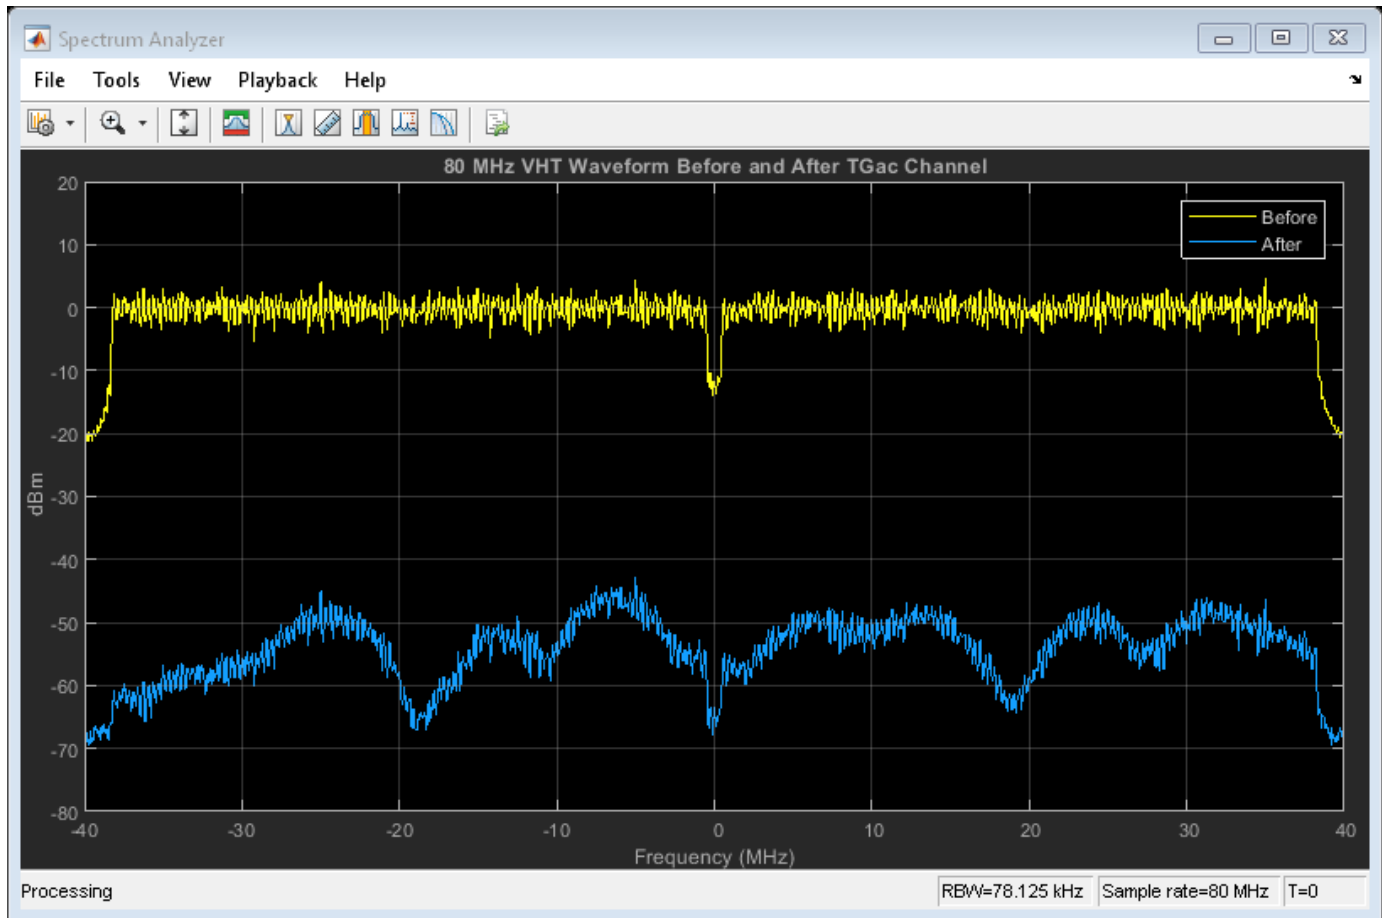 Spectrum Analyzer
File Tools View Playback Help
80 MHz VHT Waveform Before and After TGac Channel
Before
After
20
10
0
-10
-20
-30
-40
-50
-60
-70
-80
dBm
-40 -30 -20 -10 0 10 20 30 40
Frequency (MHz)
Processing RBW=78.125 kHz Sample rate=80 MHz T=0